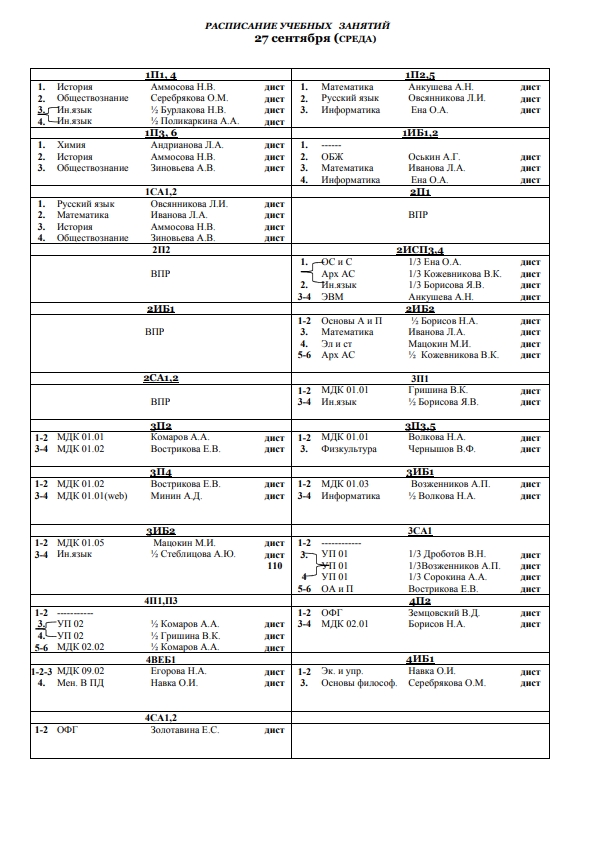 РАСПИСАНИЕ УЧЕБНЫХ ЗАНЯТИЙ
27 сентября (СРЕДА)
1П1, 4
1. История Аммосова Н.В. дист
2. Обществознание Серебрякова О.М. дист
3. Ин.язык ½ Бурлакова Н.В. дист
4. Ин.язык ½ Поликаркина А.А. дист
1П2,5
1. Математика Анкушева А.Н. дист
2. Русский язык Овсянникова Л.И. дист
3. Информатика Ена О.А. дист
1П3, 6
1. Химия Андрианова Л.А. дист
2. История Аммосова Н.В. дист
3. Обществознание Зиновьева А.В. дист
1ИБ1,2
1. ------
2. ОБЖ Оськин А.Г. дист
3. Математика Иванова Л.А. дист
4. Информатика Ена О.А. дист
1СА1,2
1. Русский язык Овсянникова Л.И. дист
2. Математика Иванова Л.А. дист
3. История Аммосова Н.В. дист
4. Обществознание Зиновьева А.В. дист
2П1
ВПР
2П2
ВПР
2ИСП3,4
1. ОС и С 1/3 Ена О.А. дист
Арх АС 1/3 Кожевникова В.К. дист
2. Ин.язык 1/3 Борисова Я.В. дист
3-4 ЭВМ Анкушева А.Н. дист
2ИБ1
ВПР
2ИБ2
1-2 Основы А и П ½ Борисов Н.А. дист
3. Математика Иванова Л.А. дист
4. Эл и ст Мацокин М.И. дист
5-6 Арх АС ½ Кожевникова В.К. дист
2СА1,2
ВПР
3П1
1-2 МДК 01.01 Гришина В.К. дист
3-4 Ин.язык ½ Борисова Я.В. дист
3П2
1-2 МДК 01.01 Комаров А.А. дист
3-4 МДК 01.02 Вострикова Е.В. дист
3П3,5
1-2 МДК 01.01 Волкова Н.А. дист
3. Физкультура Чернышов В.Ф. дист
3П4
1-2 МДК 01.02 Вострикова Е.В. дист
3-4 МДК 01.01(web) Минин А.Д. дист
3ИБ1
1-2 МДК 01.03 Возженников А.П. дист
3-4 Информатика ½ Волкова Н.А. дист
3ИБ2
1-2 МДК 01.05 Мацокин М.И. дист
3-4 Ин.язык ½ Стеблицова А.Ю. дист
110
3СА1
1-2 ------------
3. УП 01 1/3 Дроботов В.Н. дист
УП 01 1/3Возженников А.П. дист
4 УП 01 1/3 Сорокина А.А. дист
5-6 ОА и П Вострикова Е.В. дист
4П1,П3
1-2 -----------
3. УП 02 ½ Комаров А.А. дист
4. УП 02 ½ Гришина В.К. дист
5-6 МДК 02.02 ½ Комаров А.А. дист
4П2
1-2 ОФГ Земцовский В.Д. дист
3-4 МДК 02.01 Борисов Н.А. дист
4ВЕБ1
1-2-3 МДК 09.02 Егорова Н.А. дист
4. Мен. В ПД Навка О.И. дист
4ИБ1
1-2 Эк. и упр. Навка О.И. дист
3. Основы философ. Серебрякова О.М. дист
4СА1,2
1-2 ОФГ Золотавина Е.С. дист